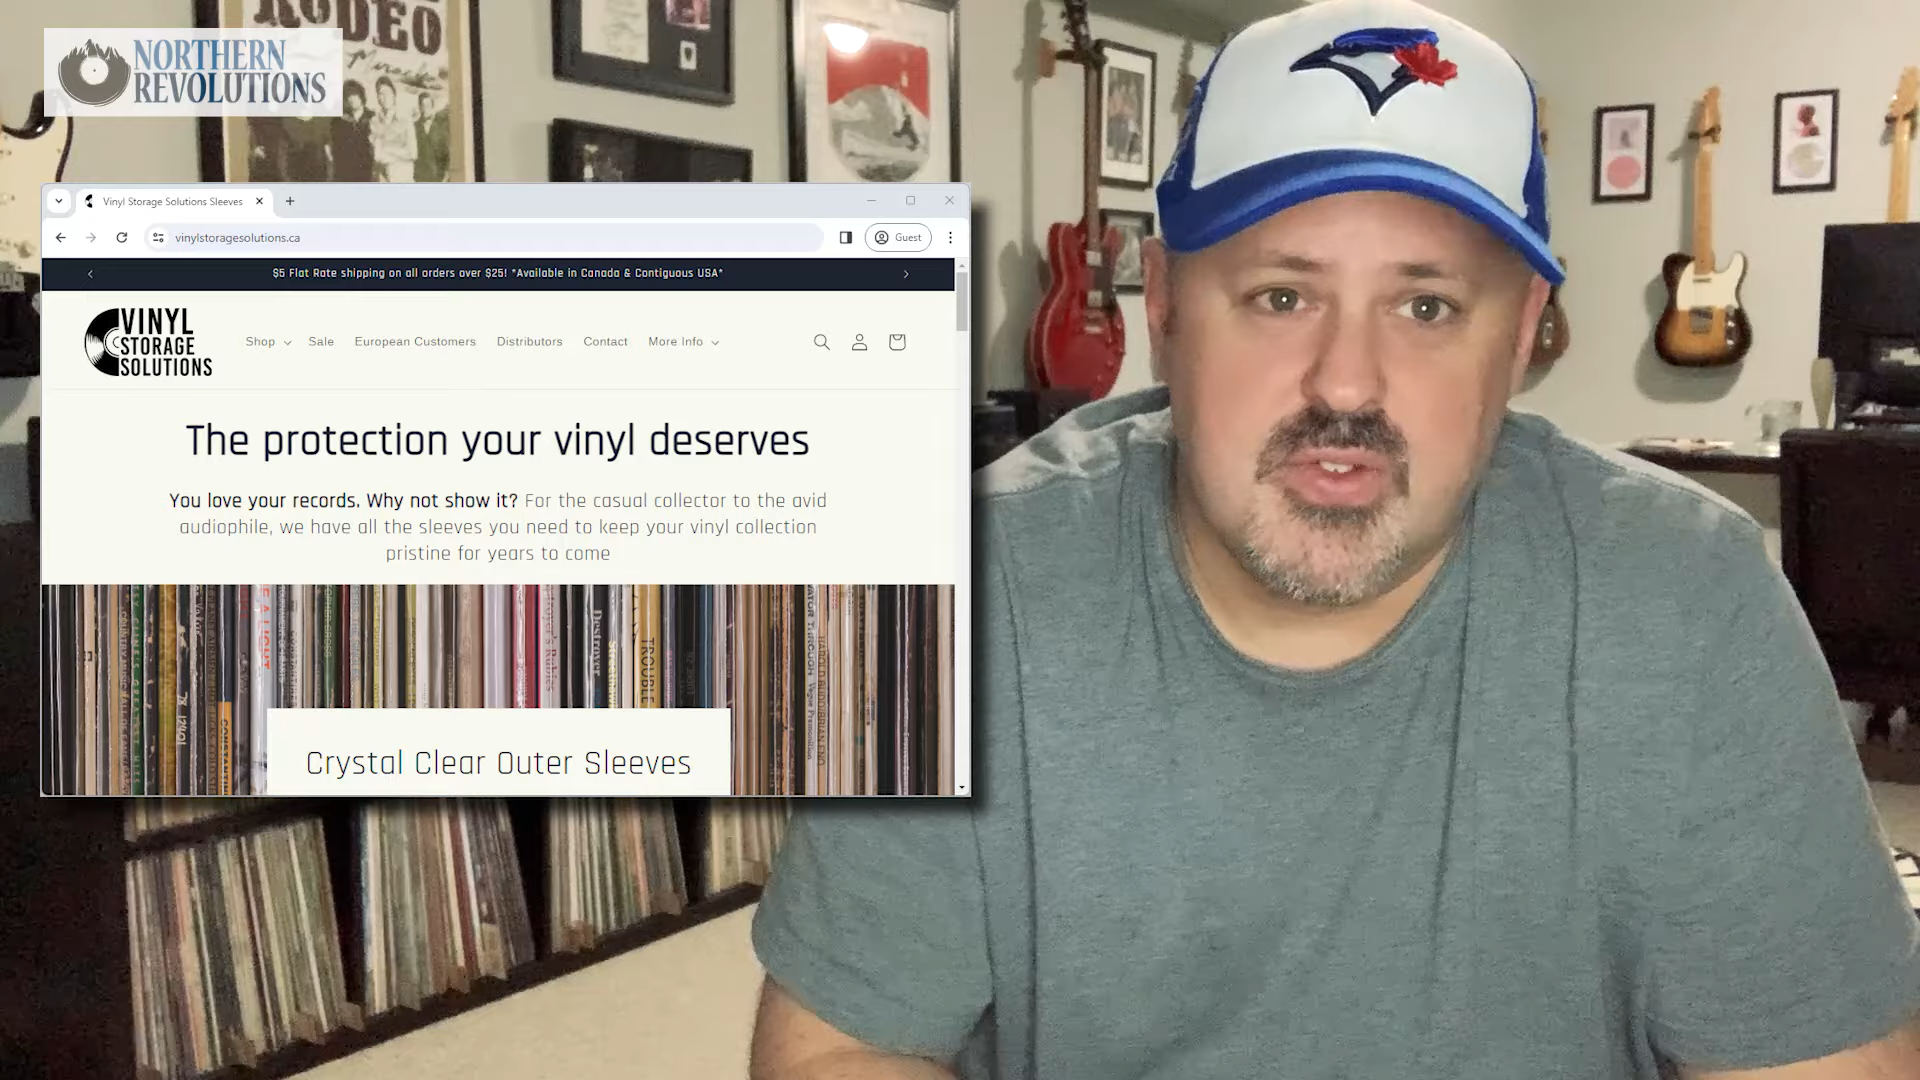 RODEO
NORTHERN
REVOLUTIONS
Vinyl Storage Solutions Sleeves
vinylstoragesolutions.ca
Guest
$5 Flat Rate shipping on all orders over $25! *Available in Canada & Contiguous USA*
VINYL
STORAGE
SOLUTIONS
Shop
Sale
European Customers
Distributors
Contact
More Info
The protection your vinyl deserves
You love your records. Why not show it? For the casual collector to the avid
audiophile, we have all the sleeves you need to keep your vinyl collection
pristine for years to come
Destroyer
TROUBLE
Crystal Clear Outer Sleeves